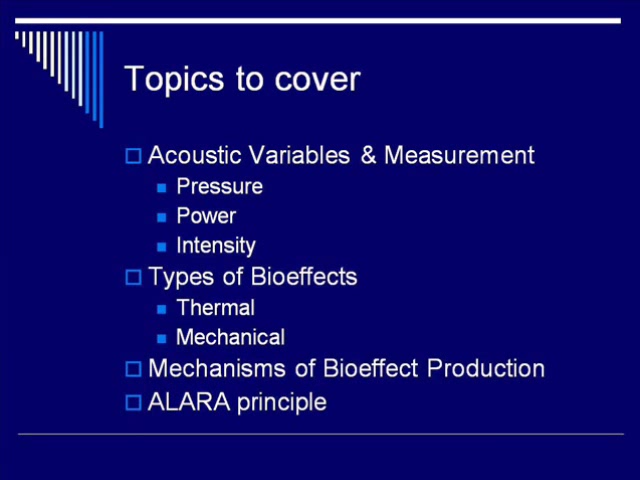 Topics to cover
Acoustic Variables & Measurement
Pressure
Power
Intensity
Types of Bioeffects
Thermal
Mechanical
Mechanisms of Bioeffect Production
ALARA principle